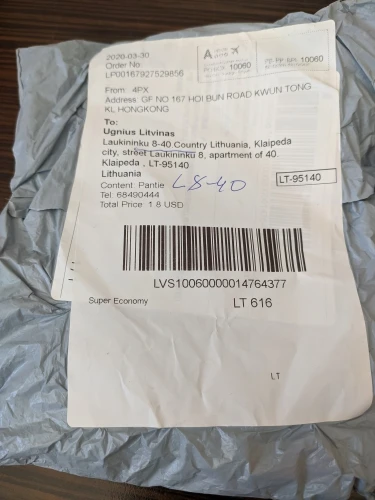 2020-03-30
Order No:
LP00167927529856
A
10060
10060
From: 4PX
Address: GF NO 167 HOI BUN ROAD KWUN TONG
KL HONGKONG
To:
Ugnius Litvinas
Laukininku 8-40 Country Lithuania, Klaipeda
city, street Laukininku 8, apartment of 40.
Klaipeda , LT-95140
Lithuania
LT-95140
Content: Pantie
L8-40
Tel: 68490444
Total Price: 1.8 USD
LVS10060000014764377
Super Economy
LT 616
LT